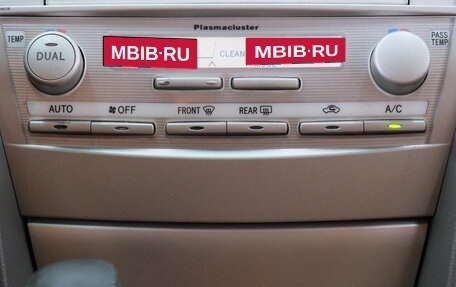 Plasmacluster
TEMP
DUAL
MBIB·RU
CLEAN
MBIB·RU
PASS
TEMP
AUTO
OFF
FRONT
REAR
A/C